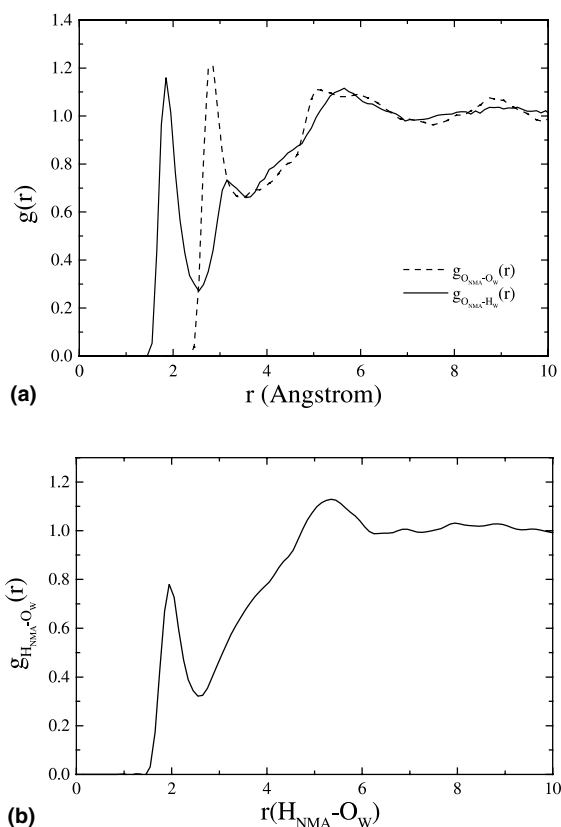 1.4
1.2
1.0
0.8
0.6
0.4
0.2
0.0
g(r)
g_{O_{NMA}-O_W}(r)
g_{O_{NMA}-H_W}(r)
0 2 4 6 8 10
r (Angstrom)
(a)
1.2
1.0
0.8
0.6
0.4
0.2
0.0
g_{H_{NMA}-O_W}(r)
0 2 4 6 8 10
r(H_{NMA}-O_W)
(b)